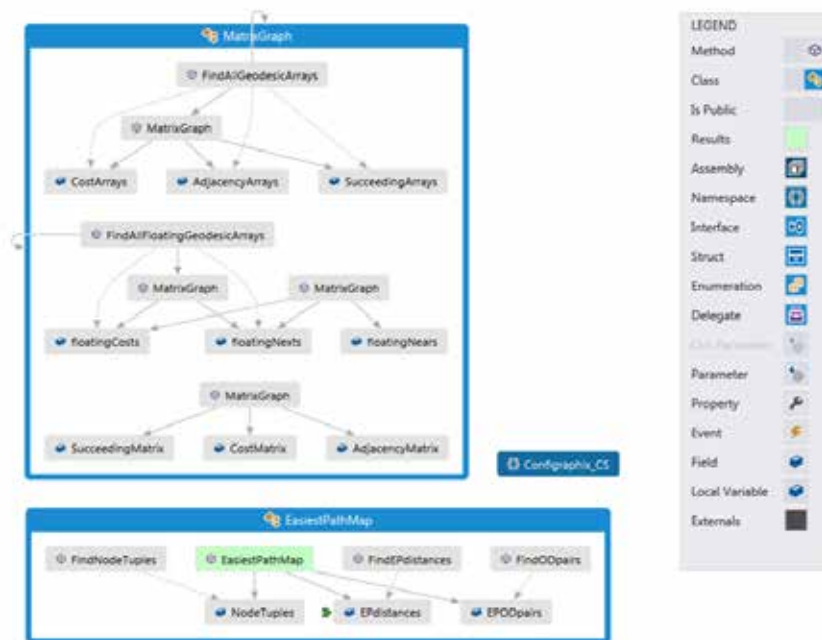 MatrixGraph
FindAllGeodesicArrays
MatrixGraph
CostArrays
AdjacencyArrays
SucceedingArrays
FindAllFloatingGeodesicArrays
MatrixGraph
MatrixGraph
floatingCosts
floatingNexts
floatingNears
MatrixGraph
SucceedingMatrix
CostMatrix
AdjacencyMatrix
Configraphix_CS
EasiestPathMap
FindNodeTuples
EasiestPathMap
FindEPdistances
FindODpairs
NodeTuples
EPdistances
EPODpairs
LEGEND
Method
Class
Is Public
Results
Assembly
Namespace
Interface
Struct
Enumeration
Delegate
Parameter
Property
Event
Field
Local Variable
Externals